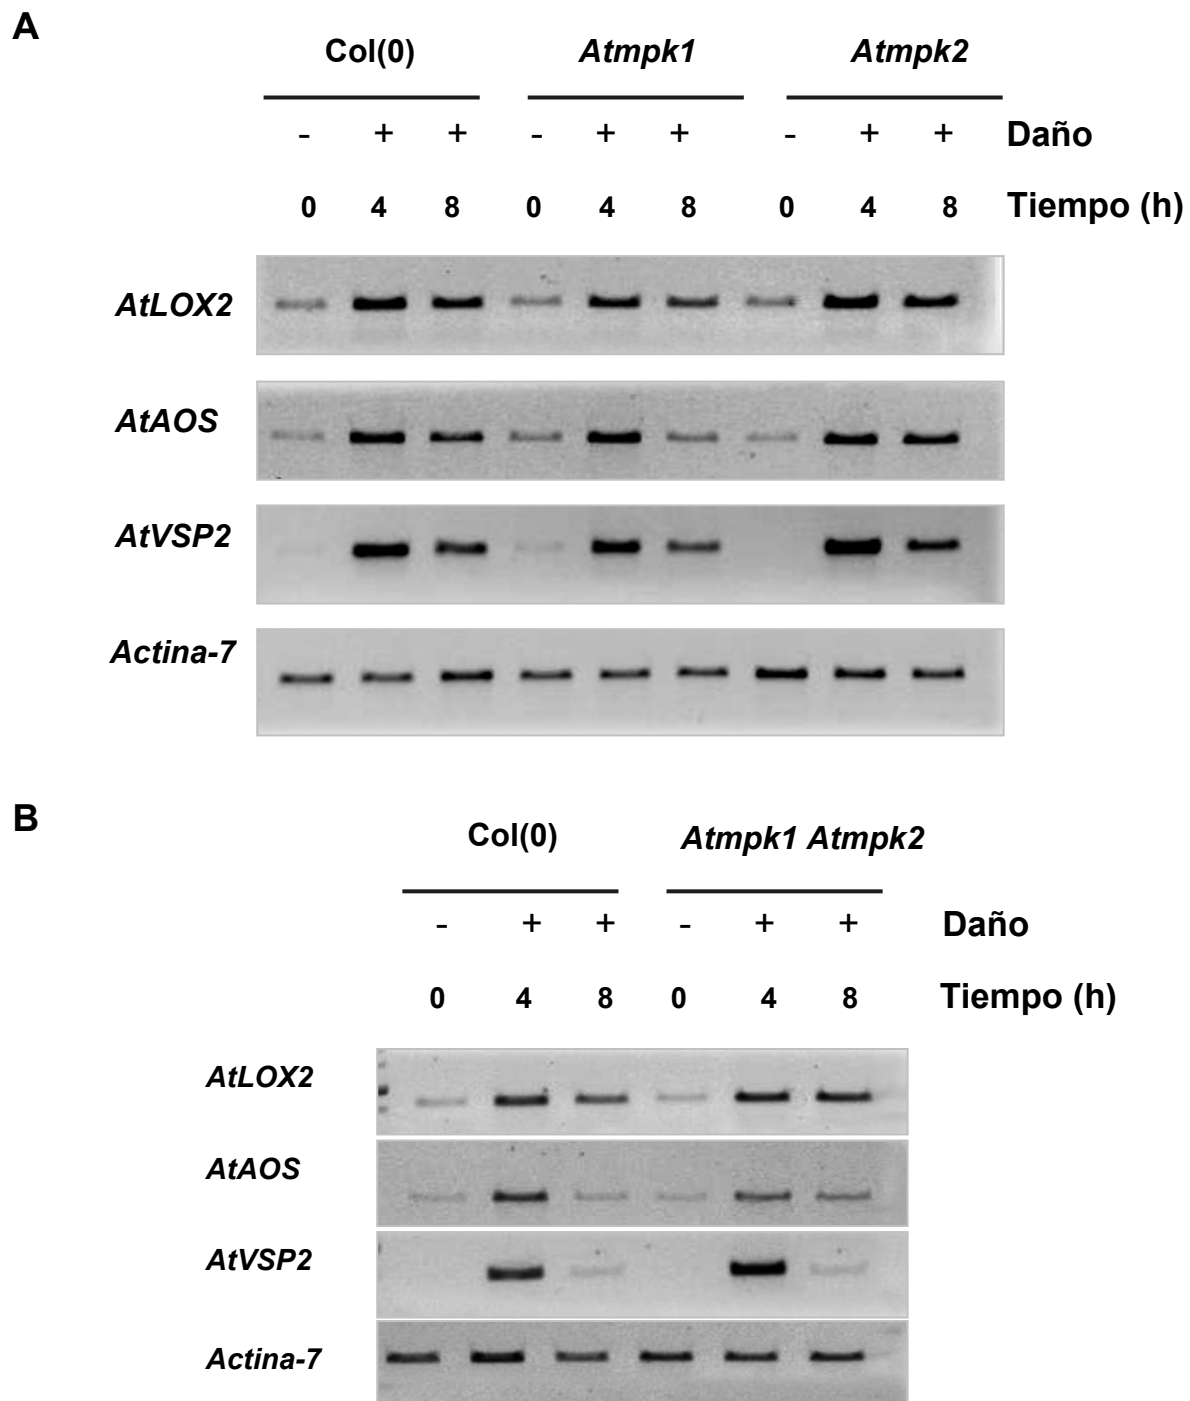 A
Col(0) Atmpk1 Atmpk2
- + + - + + - + + Daño
0 4 8 0 4 8 0 4 8 Tiempo (h)
AtLOX2
AtAOS
AtVSP2
Actina-7
B
Col(0) Atmpk1 Atmpk2
- + + - + + Daño
0 4 8 0 4 8 Tiempo (h)
AtLOX2
AtAOS
AtVSP2
Actina-7